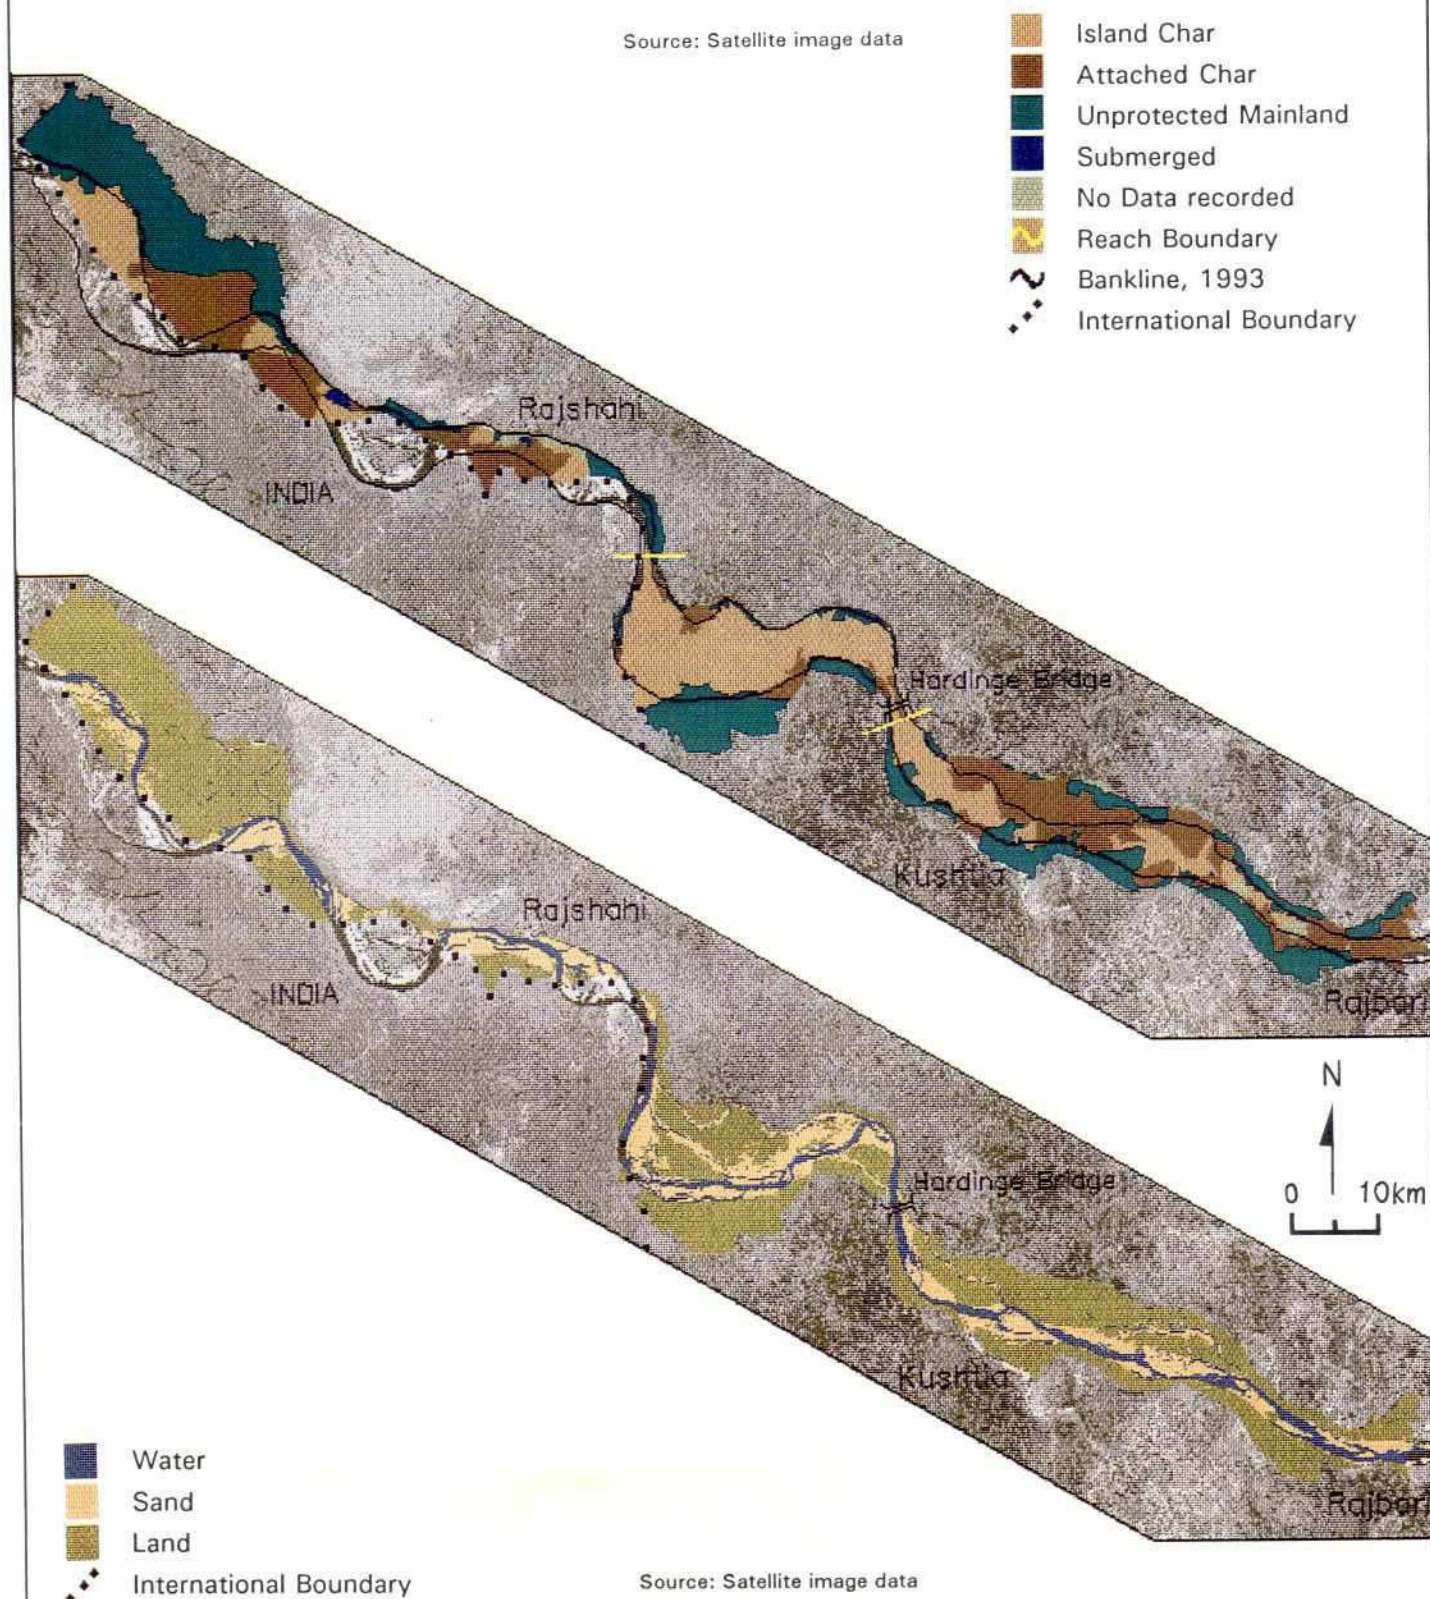 Source: Satellite image data
Island Char
Attached Char
Unprotected Mainland
Submerged
No Data recorded
Reach Boundary
Bankline, 1993
International Boundary
Rajshahi
INDIA
Hardinge Bridge
Kushtia
Rajbari
N
0 10km
Rajshahi
INDIA
Hardinge Bridge
Kushtia
Rajbari
Water
Sand
Land
International Boundary
Source: Satellite image data